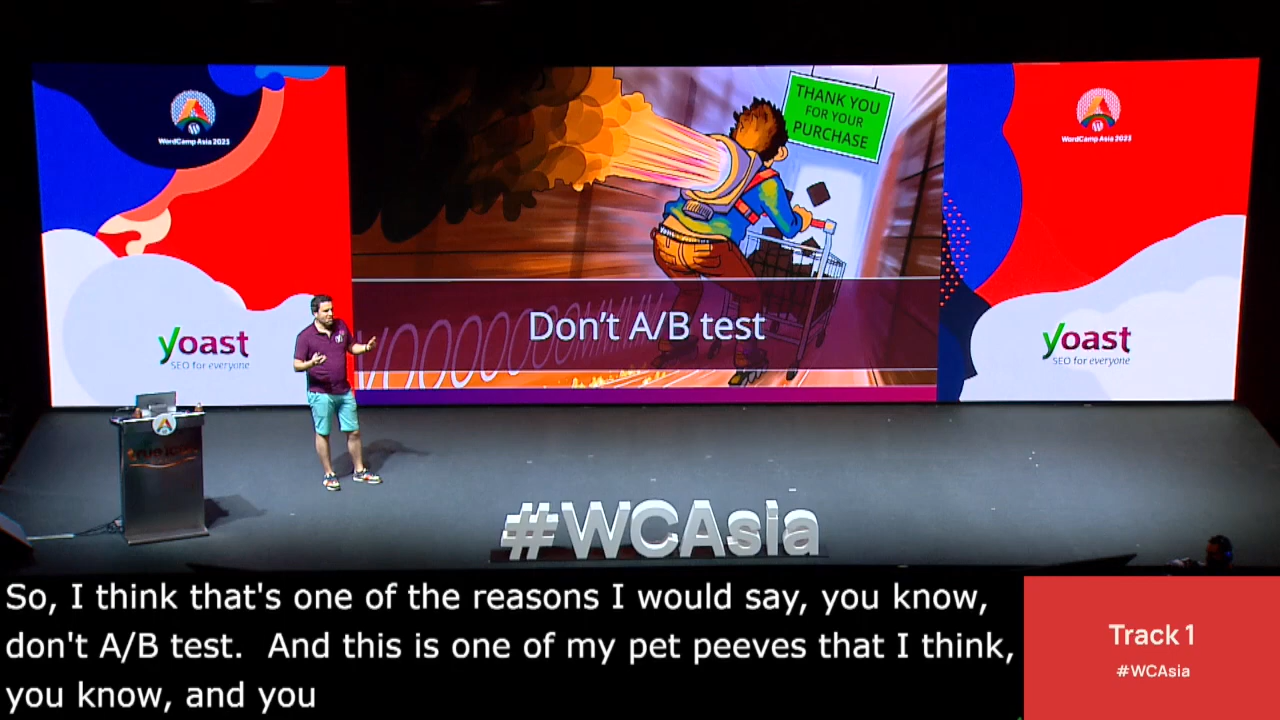 WordCamp Asia 2023
yoast
SEO for everyone
THANK YOU
FOR YOUR
PURCHASE
Don't A/B test
WordCamp Asia 2023
yoast
SEO for everyone
#WCAsia
So, I think that's one of the reasons I would say, you know,
don't A/B test. And this is one of my pet peeves that I think,
you know, and you
Track 1
#WCAsia